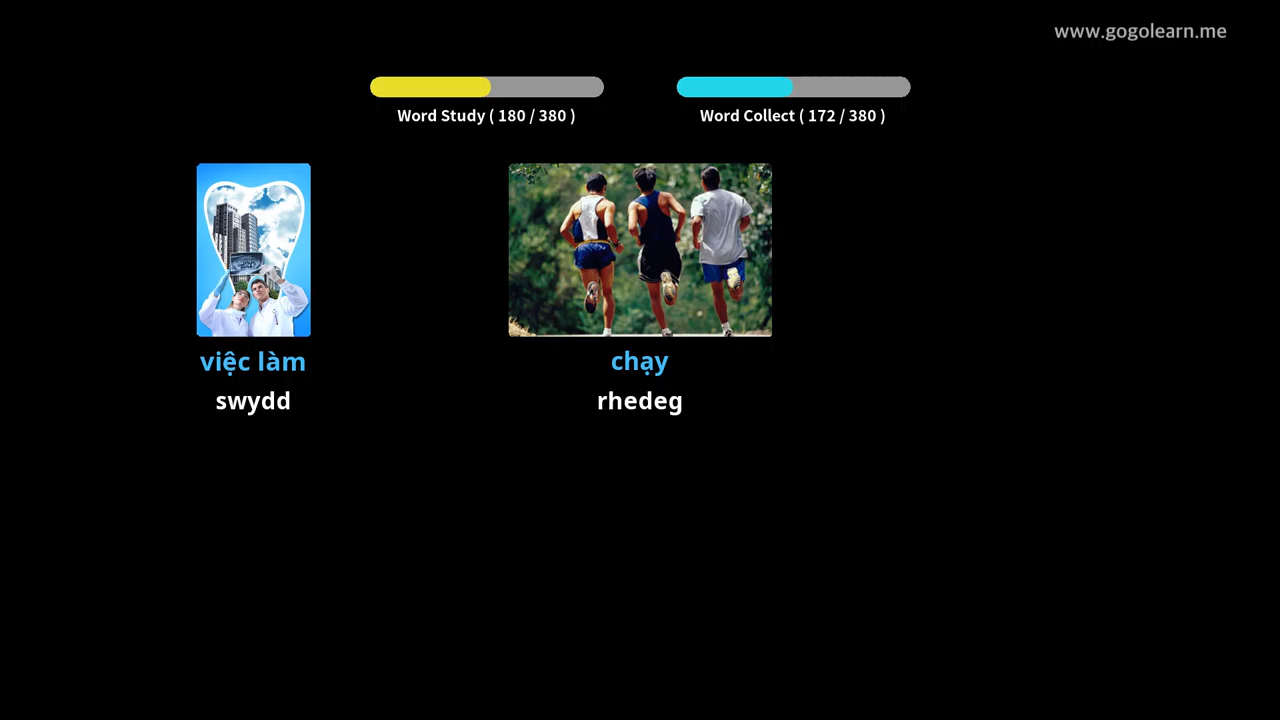 www.gogolearn.me
Word Study ( 180 / 380 )
Word Collect ( 172 / 380 )
việc làm
swydd
chạy
rhedeg